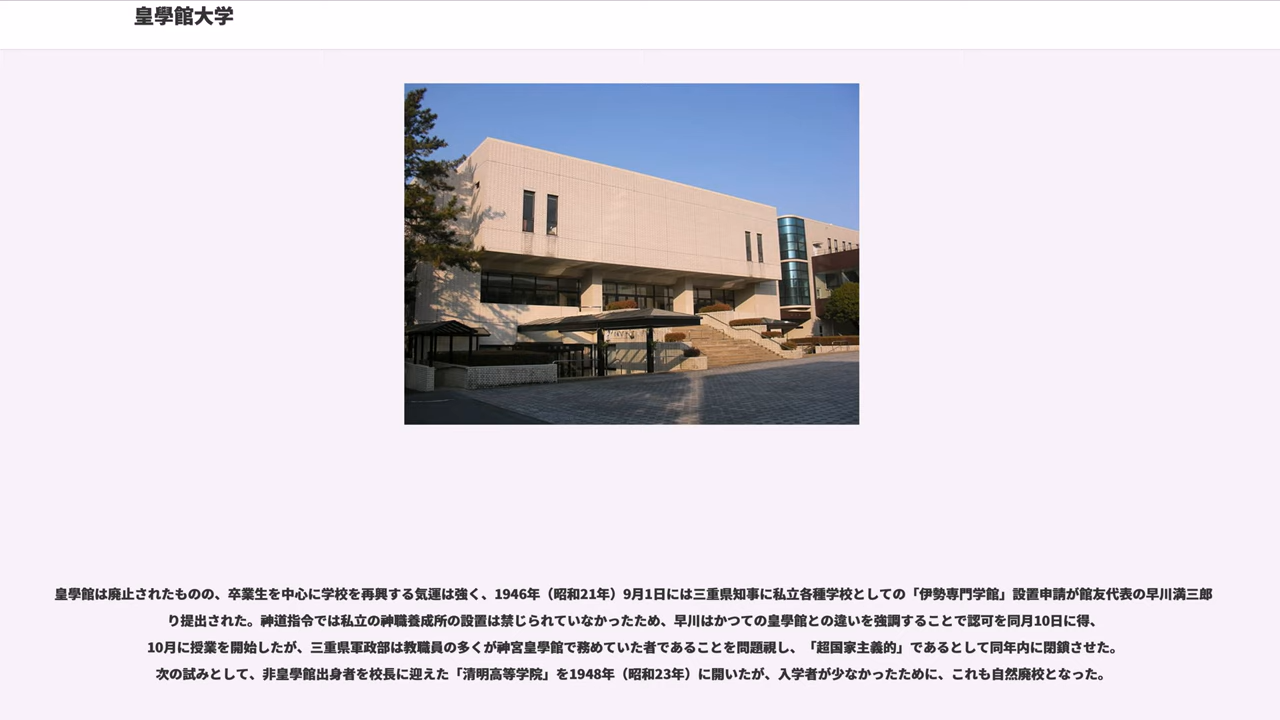 皇學館大学
皇學館は廃止されたものの、卒業生を中心に学校を再興する気運は強く、1946年（昭和21年）9月1日には三重県知事に私立各種学校としての「伊勢専門学館」設置申請が館友代表の早川満三郎
り提出された。神道指令では私立の神職養成所の設置は禁じられていなかったため、早川はかつての皇學館との違いを強調することで認可を同月10日に得、
10月に授業を開始したが、三重県軍政部は教職員の多くが神宮皇學館で務めていた者であることを問題視し、「超国家主義的」であるとして同年内に閉鎖させた。
次の試みとして、非皇學館出身者を校長に迎えた「清明高等学院」を1948年（昭和23年）に開いたが、入学者が少なかったために、これも自然廃校となった。